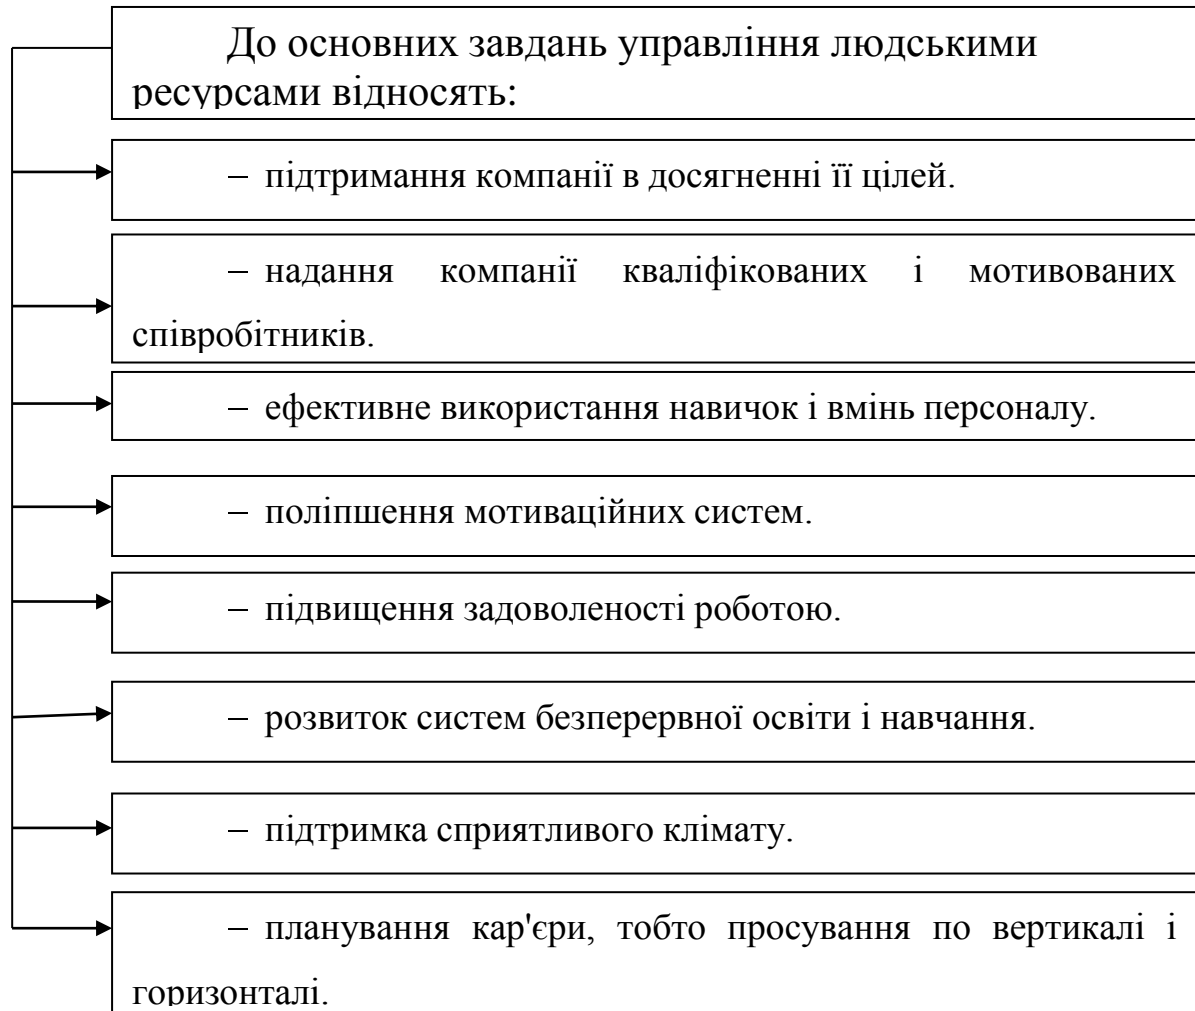 До основних завдань управління людськими
ресурсами відносять:
– підтримання компанії в досягненні її цілей.
– надання компанії кваліфікованих і мотивованих
співробітників.
– ефективне використання навичок і вмінь персоналу.
– поліпшення мотиваційних систем.
– підвищення задоволеності роботою.
– розвиток систем безперервної освіти і навчання.
– підтримка сприятливого клімату.
– планування кар'єри, тобто просування по вертикалі і
горизонталі.